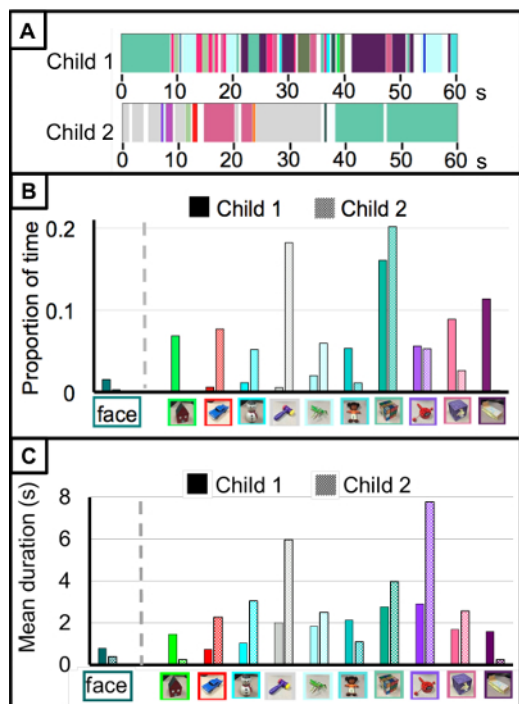 A
Child 1
0 10 20 30 40 50 60 s
Child 2
0 10 20 30 40 50 60 s
B
Child 1 Child 2
Proportion of time
0.2
0.1
0
face
C
Child 1 Child 2
Mean duration (s)
8
6
4
2
0
face